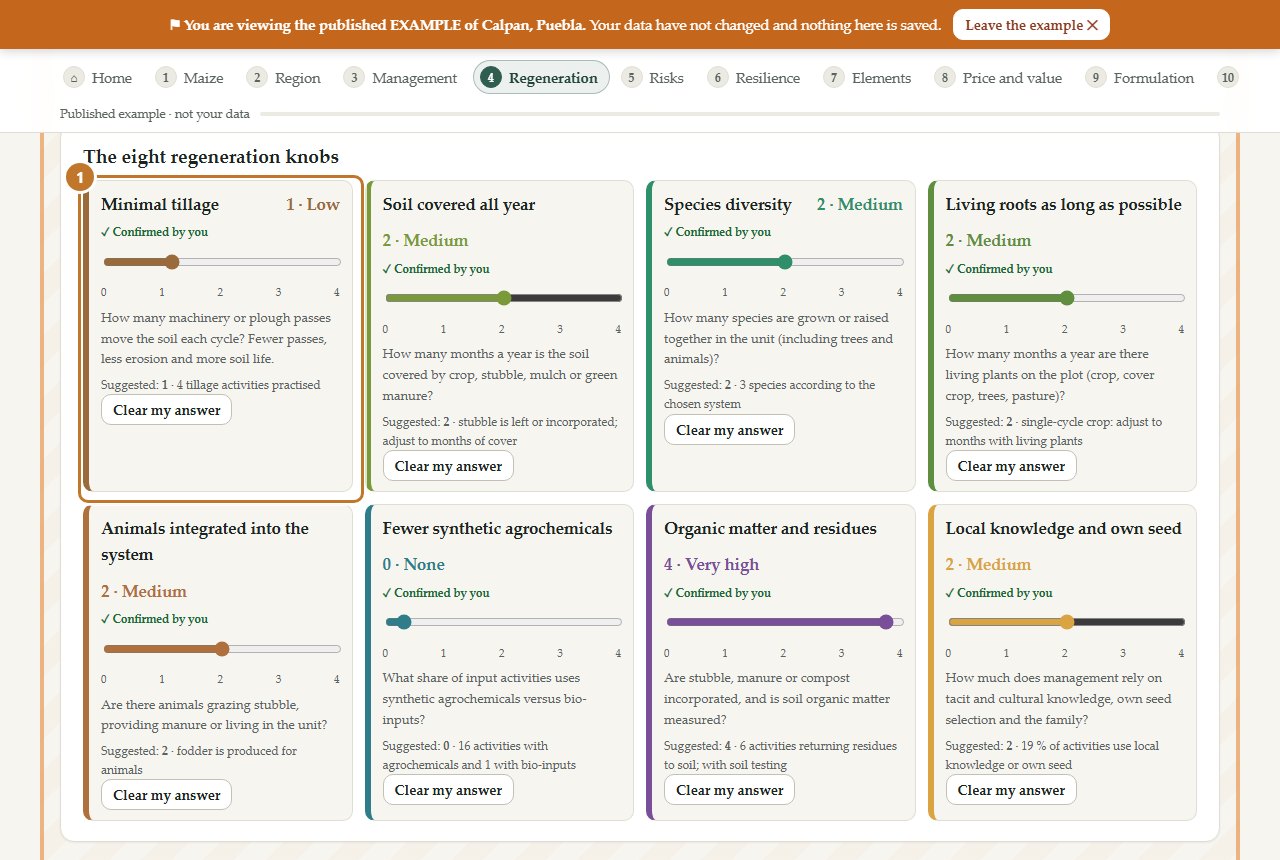 ⚑ You are viewing the published EXAMPLE of Calpan, Puebla. Your data have not changed and nothing here is saved.
Leave the example ✕
⌂ Home
1 Maize
2 Region
3 Management
4 Regeneration
5 Risks
6 Resilience
7 Elements
8 Price and value
9 Formulation
10
Published example · not your data
The eight regeneration knobs
1
Minimal tillage
1 · Low
✓ Confirmed by you
0 1 2 3 4
How many machinery or plough passes
move the soil each cycle? Fewer passes,
less erosion and more soil life.
Suggested: 1 · 4 tillage activities practised
Clear my answer
Soil covered all year
2 · Medium
✓ Confirmed by you
0 1 2 3 4
How many months a year is the soil
covered by crop, stubble, mulch or green
manure?
Suggested: 2 · stubble is left or incorporated;
adjust to months of cover
Clear my answer
Species diversity
2 · Medium
✓ Confirmed by you
0 1 2 3 4
How many species are grown or raised
together in the unit (including trees and
animals)?
Suggested: 2 · 3 species according to the
chosen system
Clear my answer
Living roots as long as possible
2 · Medium
✓ Confirmed by you
0 1 2 3 4
How many months a year are there
living plants on the plot (crop, cover
crop, trees, pasture)?
Suggested: 2 · single-cycle crop: adjust to
months with living plants
Clear my answer
Animals integrated into the
system
2 · Medium
✓ Confirmed by you
0 1 2 3 4
Are there animals grazing stubble,
providing manure or living in the unit?
Suggested: 2 · fodder is produced for
animals
Clear my answer
Fewer synthetic agrochemicals
0 · None
✓ Confirmed by you
0 1 2 3 4
What share of input activities uses
synthetic agrochemicals versus bio-
inputs?
Suggested: 0 · 16 activities with
agrochemicals and 1 with bio-inputs
Clear my answer
Organic matter and residues
4 · Very high
✓ Confirmed by you
0 1 2 3 4
Are stubble, manure or compost
incorporated, and is soil organic matter
measured?
Suggested: 4 · 6 activities returning residues
to soil; with soil testing
Clear my answer
Local knowledge and own seed
2 · Medium
✓ Confirmed by you
0 1 2 3 4
How much does management rely on
tacit and cultural knowledge, own seed
selection and the family?
Suggested: 2 · 19 % of activities use local
knowledge or own seed
Clear my answer